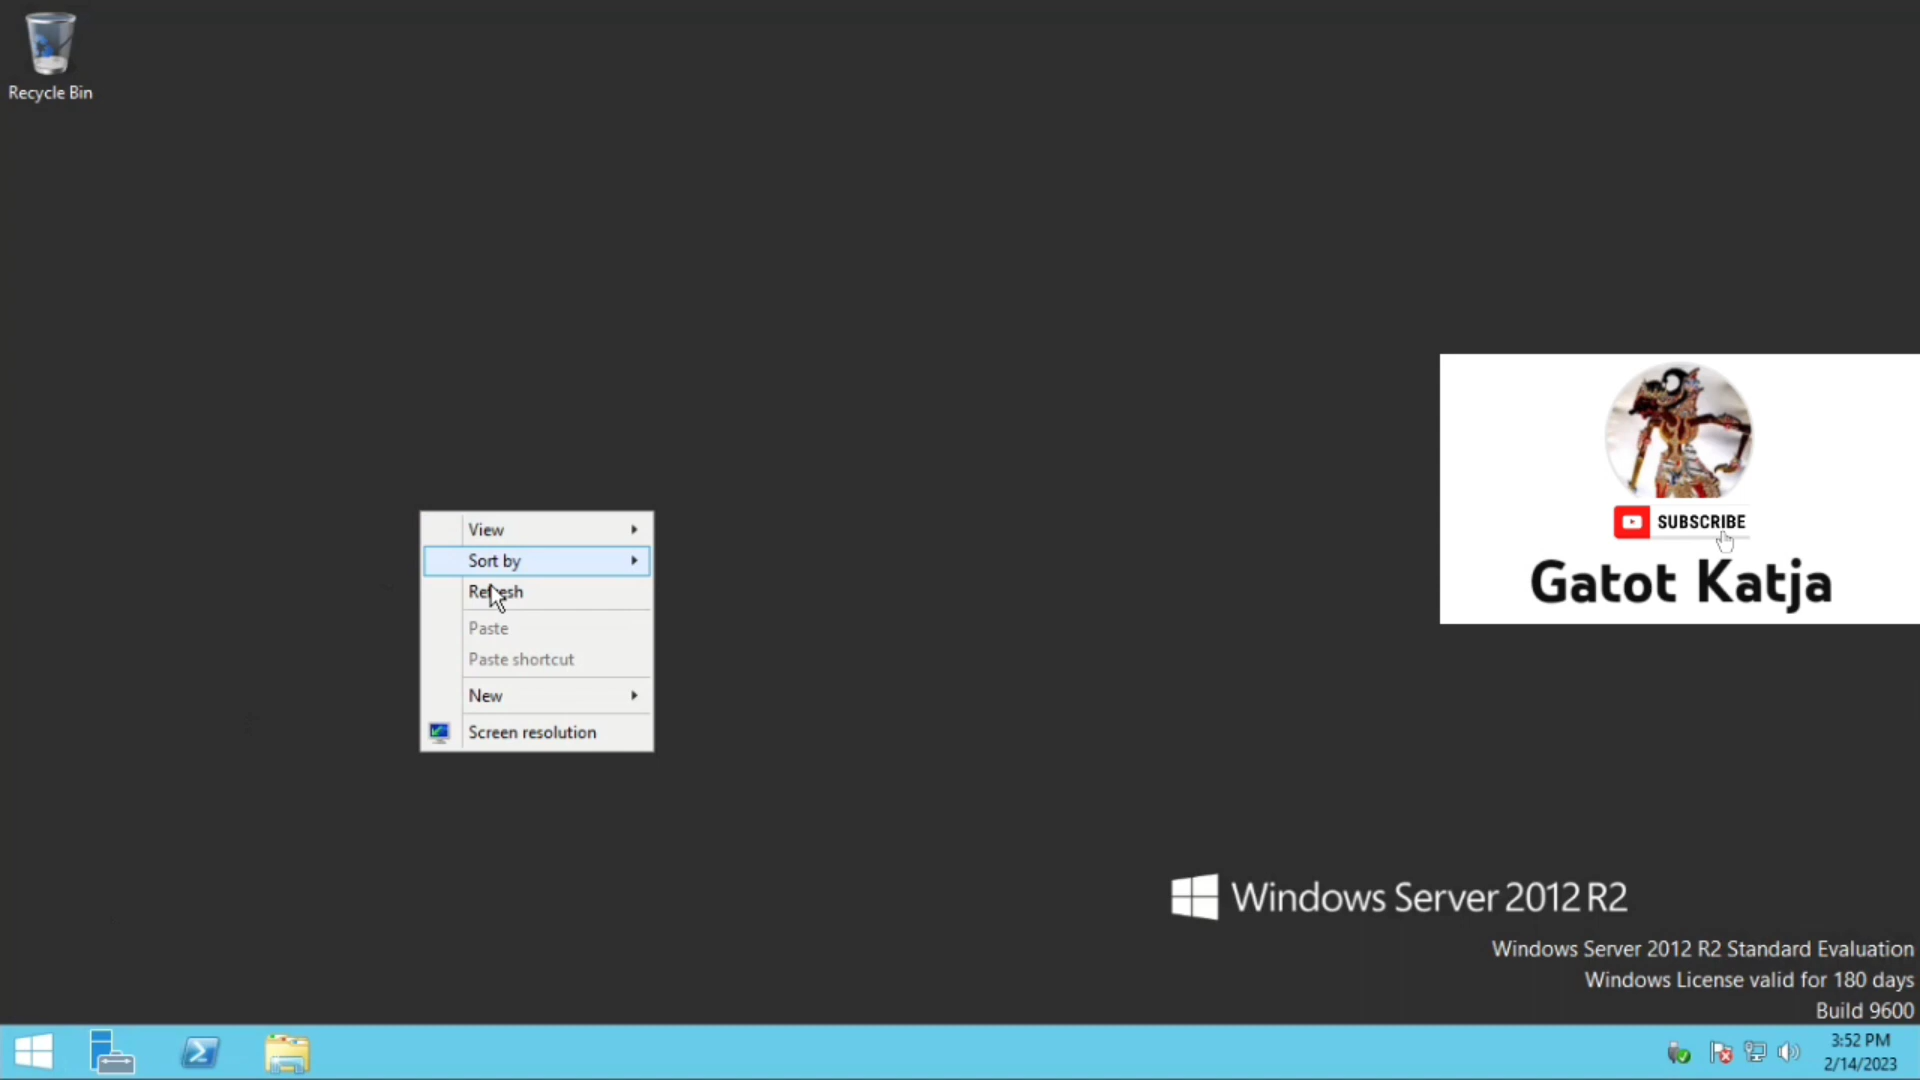 Recycle Bin
View
Sort by
Refresh
Paste
Paste shortcut
New
Screen resolution
SUBSCRIBE
Gatot Katja
Windows Server 2012 R2
Windows Server 2012 R2 Standard Evaluation
Windows License valid for 180 days
Build 9600
3:52 PM
2/14/2023